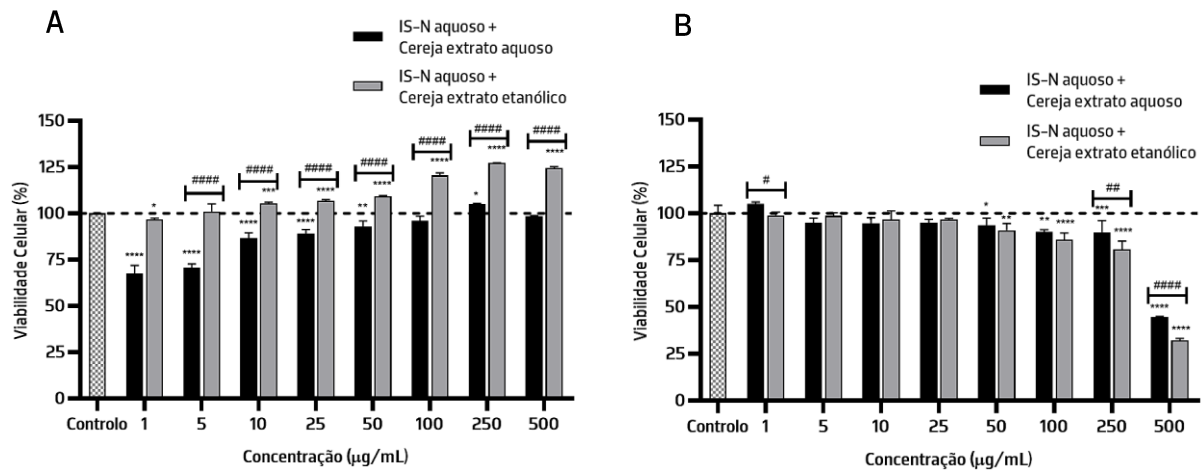 A
IS-N aquoso +
Cereja extrato aquoso
IS-N aquoso +
Cereja extrato etanólico
Viabilidade Celular (%)
150
125
100
75
50
25
0
####
####
####
####
####
####
####
*
***
****
****
****
****
****
****
****
****
****
**
*
Controlo 1 5 10 25 50 100 250 500
Concentração (µg/mL)
B
IS-N aquoso +
Cereja extrato aquoso
IS-N aquoso +
Cereja extrato etanólico
Viabilidade Celular (%)
150
125
100
75
50
25
0
#
##
####
*
**
**
****
***
****
****
****
Controlo 1 5 10 25 50 100 250 500
Concentração (µg/mL)